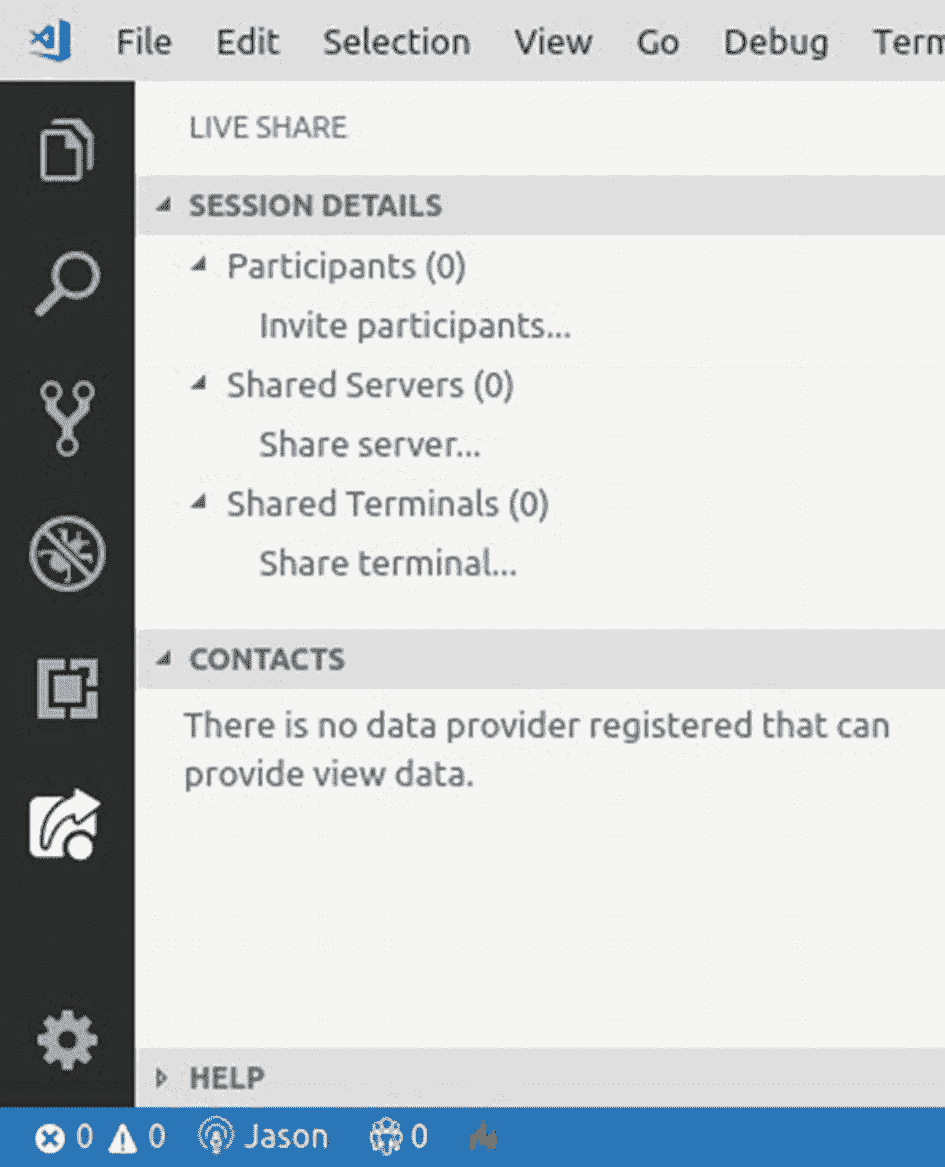 File Edit Selection View Go Debug Term
LIVE SHARE
SESSION DETAILS
Participants (0)
Invite participants...
Shared Servers (0)
Share server...
Shared Terminals (0)
Share terminal...
CONTACTS
There is no data provider registered that can
provide view data.
HELP
0 0 Jason 0